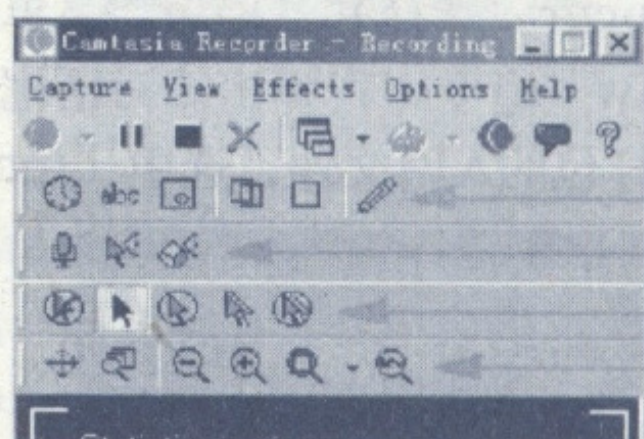 Camtasia Recorder - Recording
Capture View Effects Options Help
abc